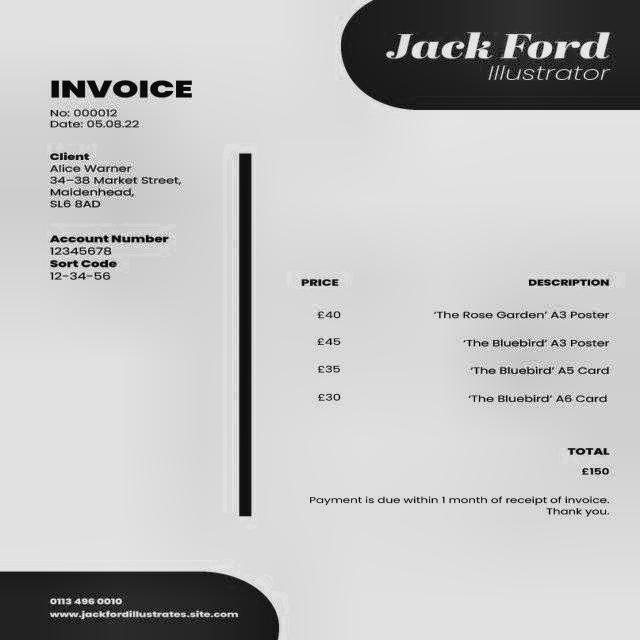 Jack Ford
Illustrator
INVOICE
No: 000012
Date: 05.08.22
Client
Alice Warner
34–38 Market Street,
Maidenhead,
SL6 8AD
Account Number
12345678
Sort Code
12-34-56
PRICE DESCRIPTION
£40 ‘The Rose Garden’ A3 Poster
£45 ‘The Bluebird’ A3 Poster
£35 ‘The Bluebird’ A5 Card
£30 ‘The Bluebird’ A6 Card
TOTAL
£150
Payment is due within 1 month of receipt of invoice.
Thank you.
0113 496 0010
www.jackfordillustrates.site.com